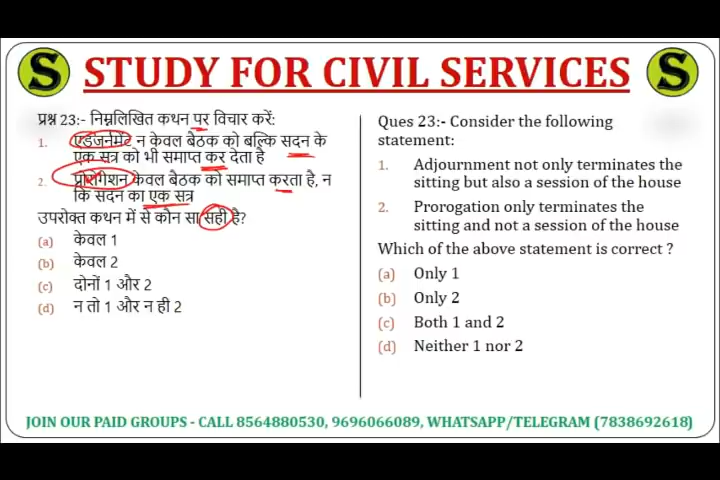 S STUDY FOR CIVIL SERVICES S
प्रश्न 23:- निम्नलिखित कथन पर विचार करें:
1. एडजर्नमेंट न केवल बैठक को बल्कि सदन के
एक सत्र को भी समाप्त कर देता है
2. प्रोरोगेशन केवल बैठक को समाप्त करता है, न
कि सदन का एक सत्र
उपरोक्त कथन में से कौन सा सही है?
(a) केवल 1
(b) केवल 2
(c) दोनों 1 और 2
(d) न तो 1 और न ही 2
Ques 23:- Consider the following
statement:
1. Adjournment not only terminates the
sitting but also a session of the house
2. Prorogation only terminates the
sitting and not a session of the house
Which of the above statement is correct ?
(a) Only 1
(b) Only 2
(c) Both 1 and 2
(d) Neither 1 nor 2
JOIN OUR PAID GROUPS - CALL 8564880530, 9696066089, WHATSAPP/TELEGRAM (7838692618)